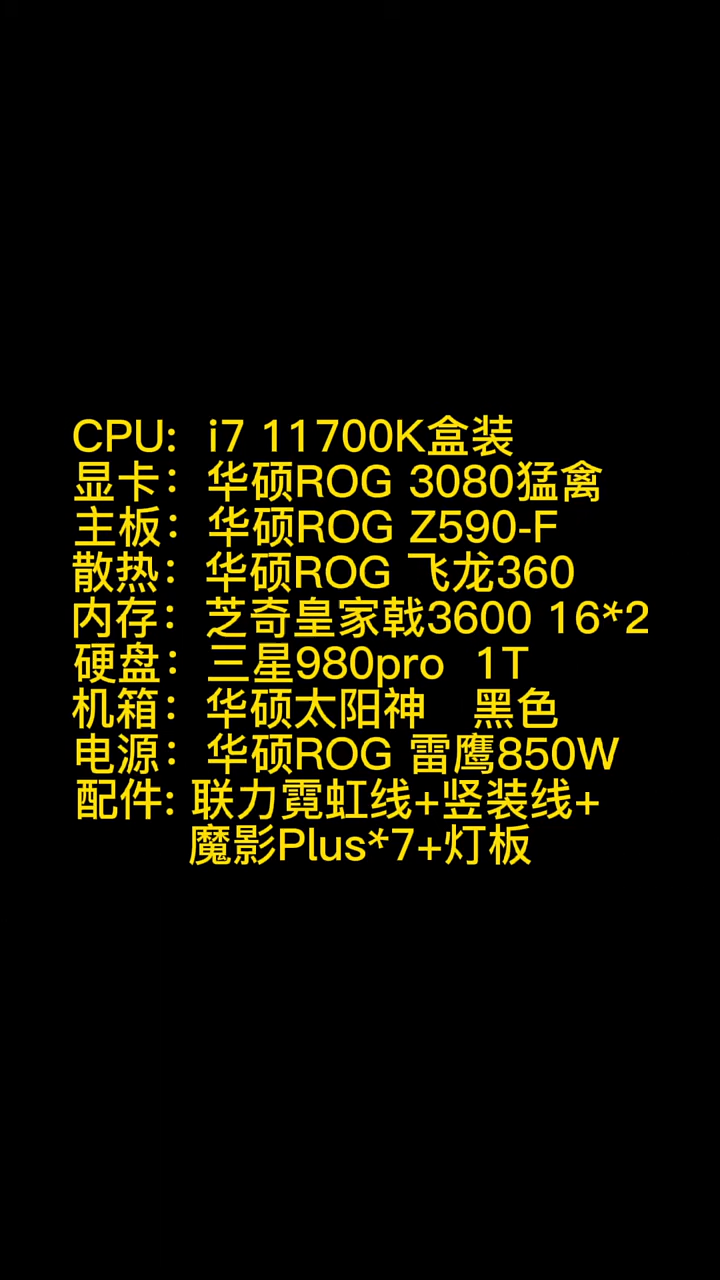 CPU: i7 11700K盒装
显卡：华硕ROG 3080猛禽
主板：华硕ROG Z590-F
散热：华硕ROG 飞龙360
内存：芝奇皇家戟3600 16*2
硬盘：三星980pro 1T
机箱：华硕太阳神 黑色
电源：华硕ROG 雷鹰850W
配件: 联力霓虹线+竖装线+
魔影Plus*7+灯板